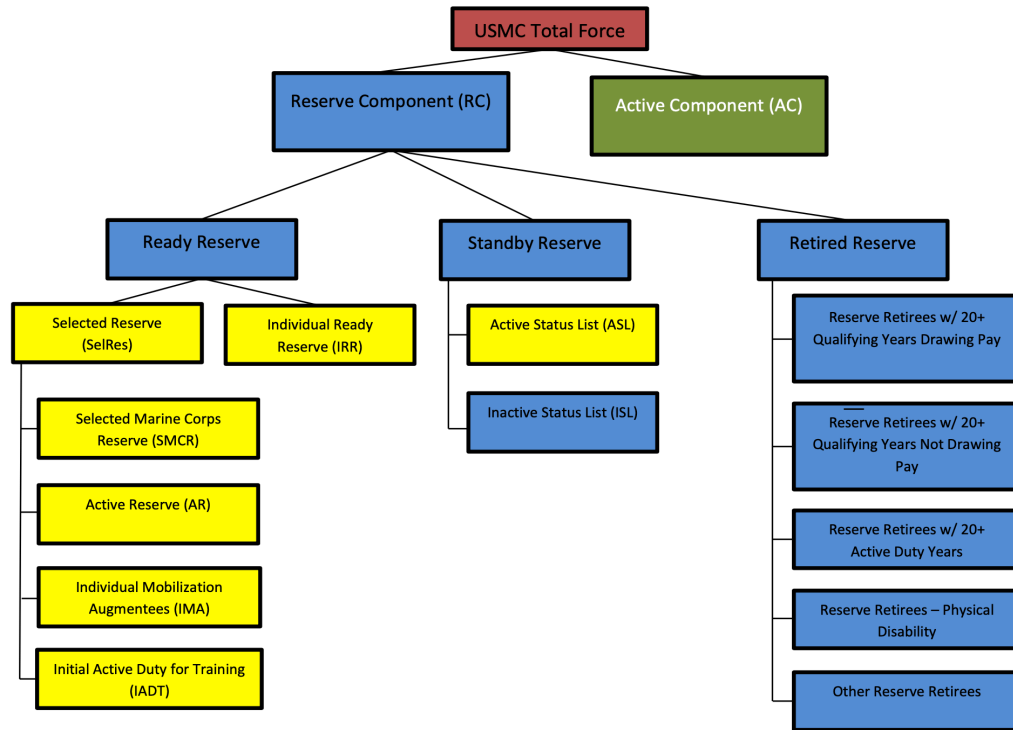 USMC Total Force
Reserve Component (RC)
Active Component (AC)
Ready Reserve
Standby Reserve
Retired Reserve
Selected Reserve
(SelRes)
Individual Ready
Reserve (IRR)
Active Status List (ASL)
Inactive Status List (ISL)
Selected Marine Corps
Reserve (SMCR)
Active Reserve (AR)
Individual Mobilization
Augmentees (IMA)
Initial Active Duty for Training
(IADT)
Reserve Retirees w/ 20+
Qualifying Years Drawing Pay
Reserve Retirees w/ 20+
Qualifying Years Not Drawing
Pay
Reserve Retirees w/ 20+
Active Duty Years
Reserve Retirees – Physical
Disability
Other Reserve Retirees